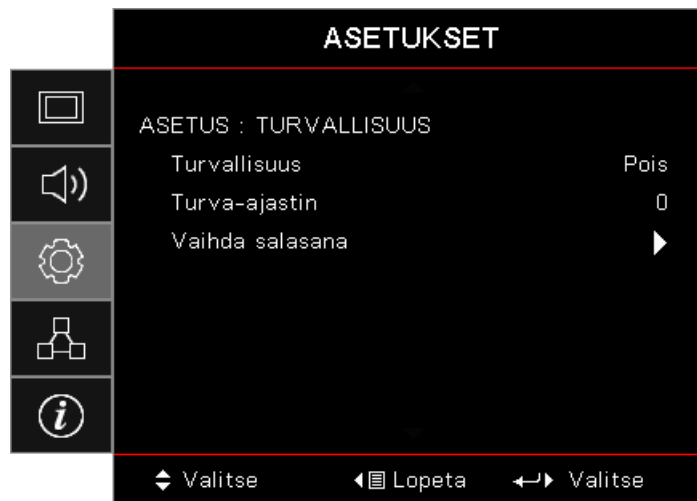 ASETUKSET
ASETUS : TURVALLISUUS
Turvallisuus Pois
Turva-ajastin 0
Vaihda salasana
Valitse Lopeta Valitse